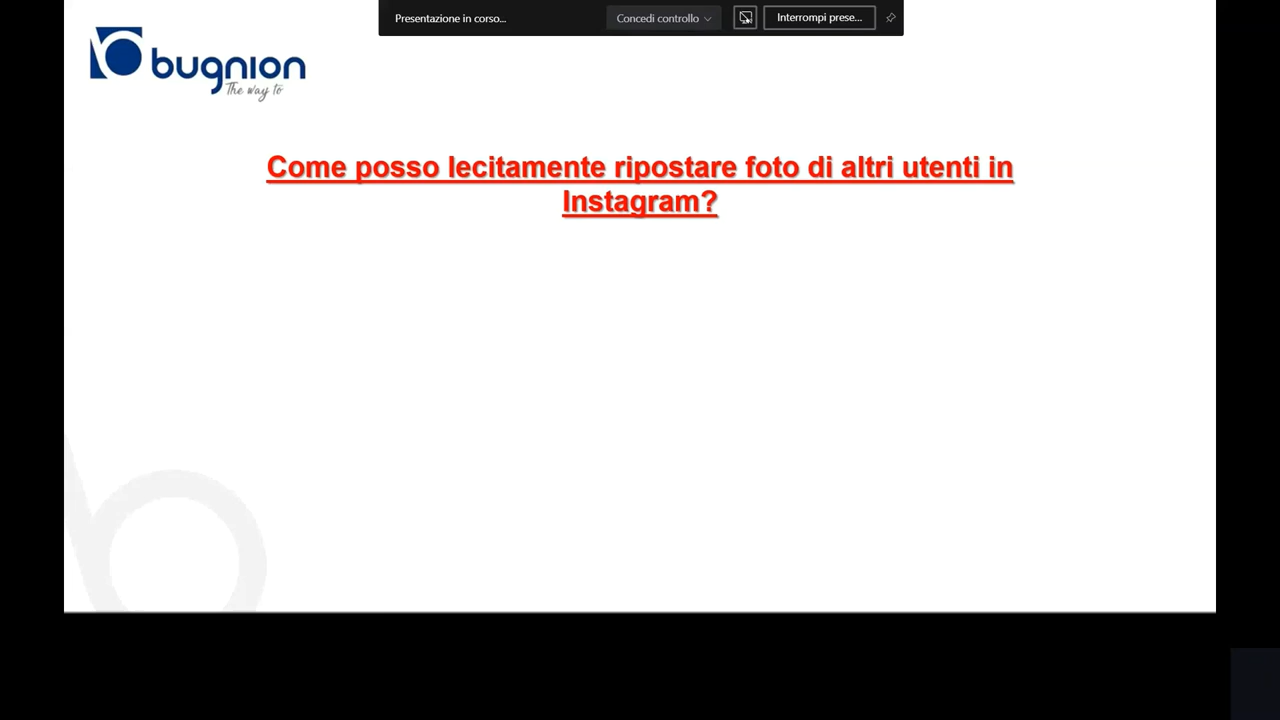 Presentazione in corso...
Concedi controllo
Interrompi prese...
bugnion
The way to
Come posso lecitamente ripostare foto di altri utenti in
Instagram?